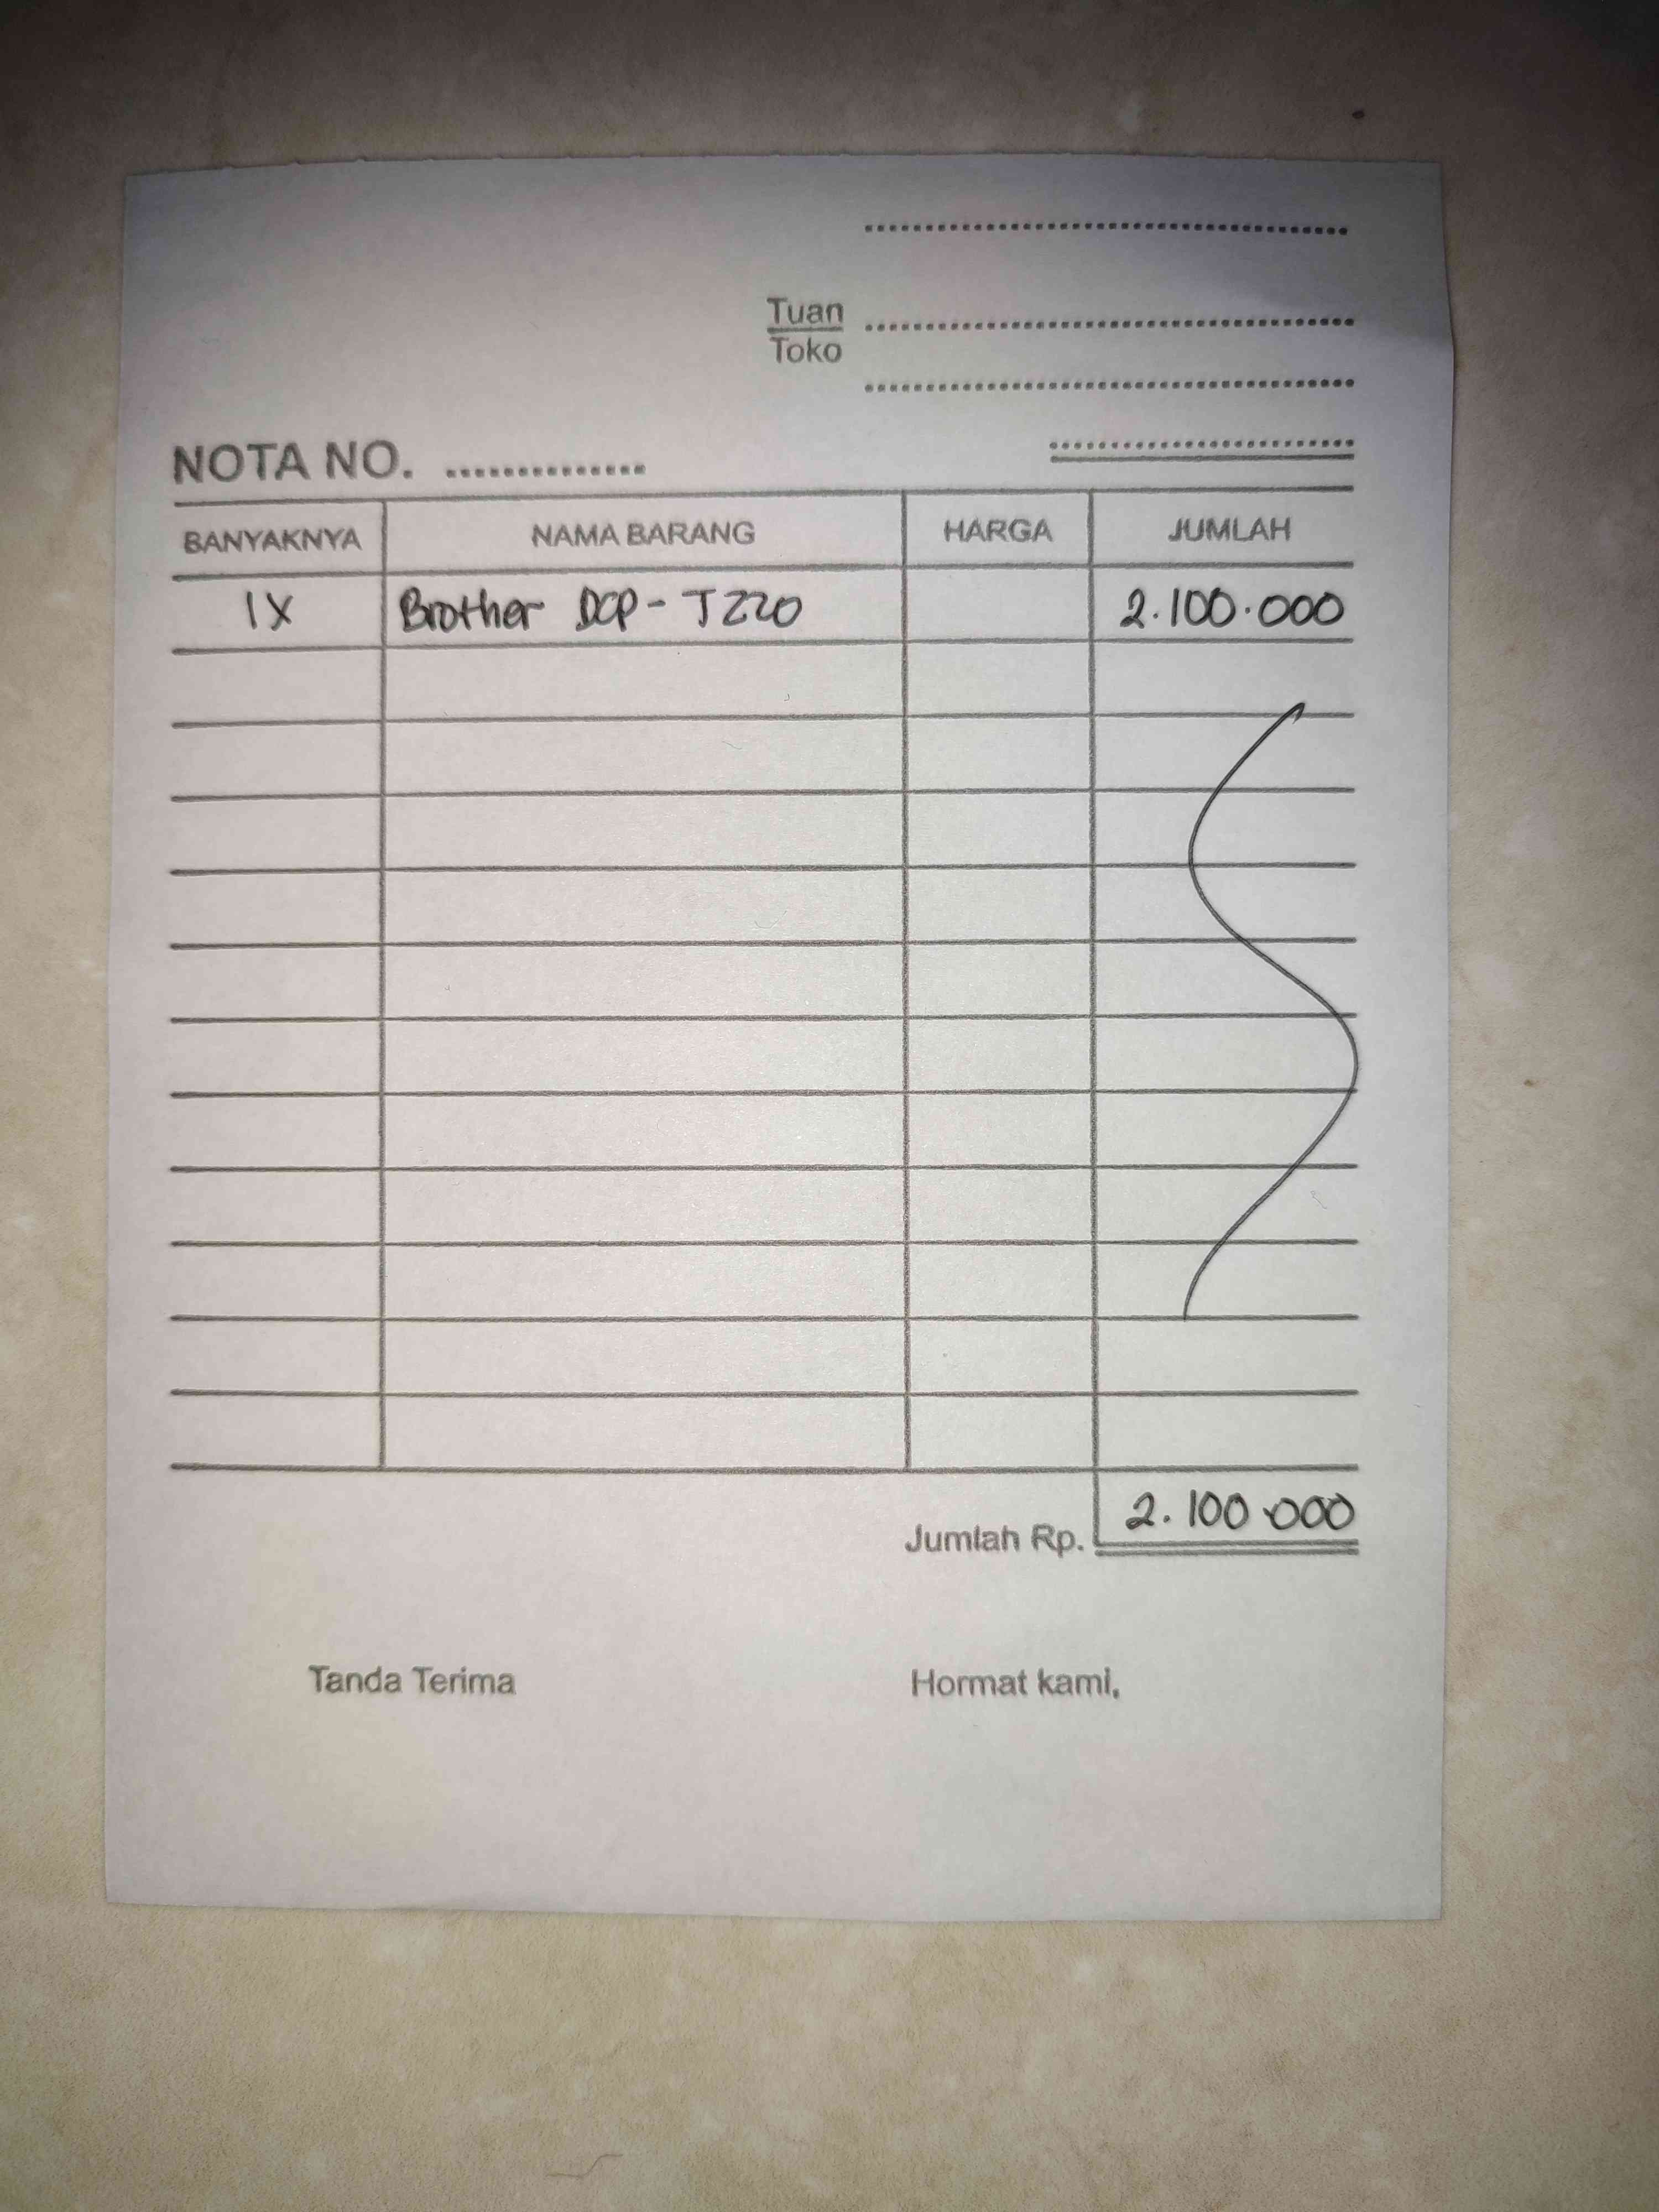 Tuan
Toko
NOTA NO.
BANYAKNYA NAMA BARANG HARGA JUMLAH
1X Brother DCP - T220 2.100.000
Jumlah Rp. 2.100.000
Tanda Terima Hormat kami,